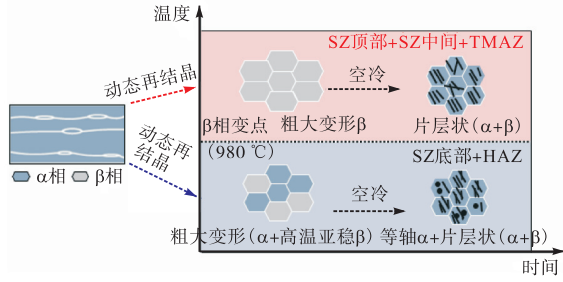 温度
SZ顶部+SZ中间+TMAZ
动态再结晶
空冷
β相变点
粗大变形β
片层状(α+β)
(980 ℃)
SZ底部+HAZ
动态再
结晶
α相
β相
空冷
粗大变形(α+高温亚稳β)
等轴α+片层状(α+β)
时间